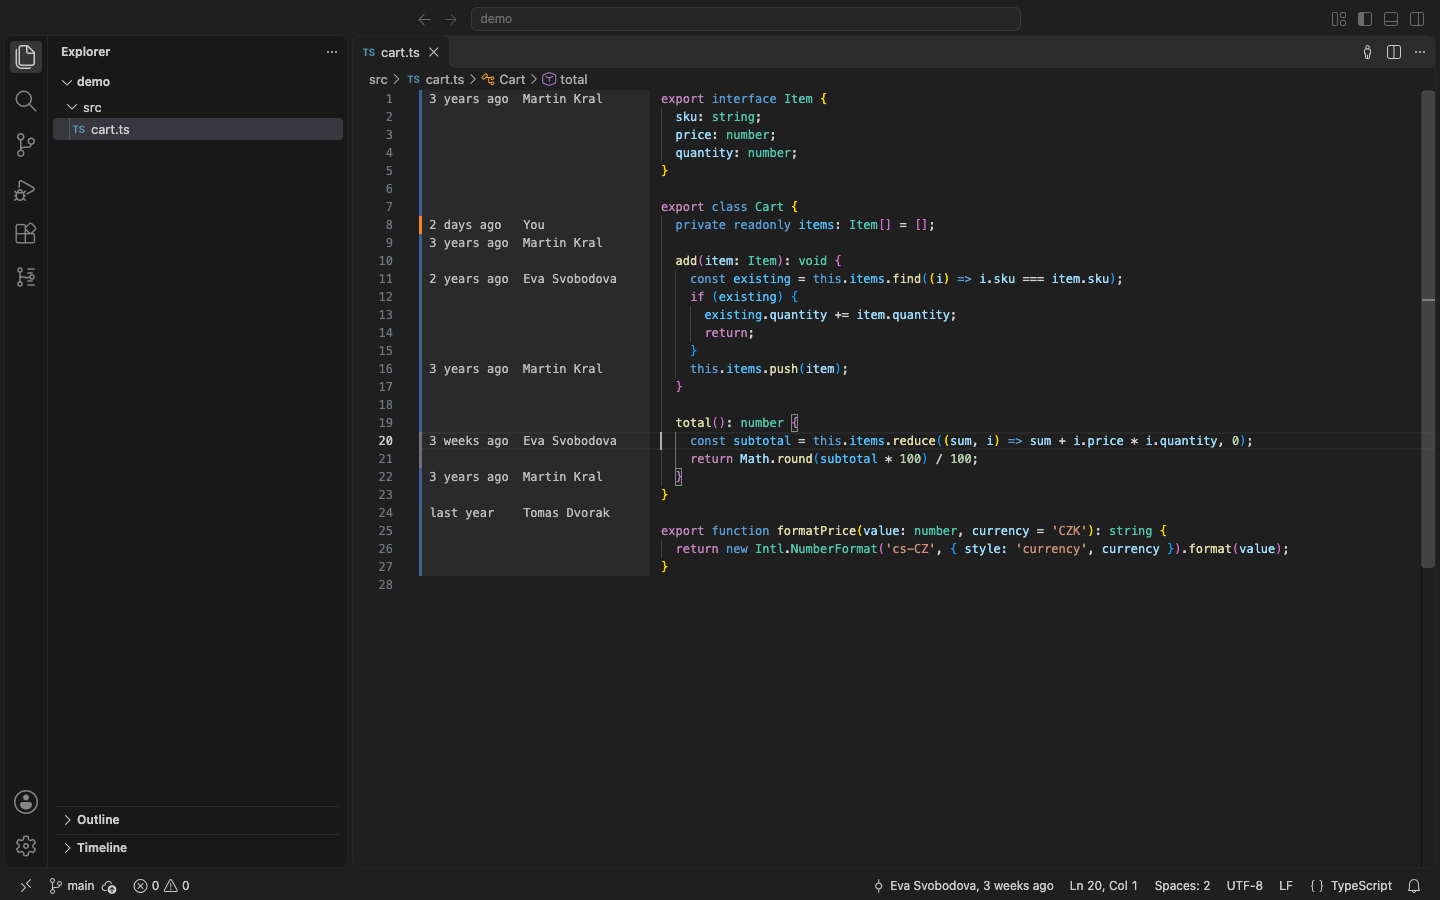 demo
Explorer
demo
src
TS cart.ts
TS cart.ts
src > TS cart.ts > Cart > total
1 3 years ago Martin Kral export interface Item {
2 sku: string;
3 price: number;
4 quantity: number;
5 }
6
7 export class Cart {
8 2 days ago You private readonly items: Item[] = [];
9 3 years ago Martin Kral
10 add(item: Item): void {
11 2 years ago Eva Svobodova const existing = this.items.find((i) => i.sku === item.sku);
12 if (existing) {
13 existing.quantity += item.quantity;
14 return;
15 }
16 3 years ago Martin Kral this.items.push(item);
17 }
18
19 total(): number {
20 3 weeks ago Eva Svobodova const subtotal = this.items.reduce((sum, i) => sum + i.price * i.quantity, 0);
21 return Math.round(subtotal * 100) / 100;
22 3 years ago Martin Kral }
23 }
24 last year Tomas Dvorak
25 export function formatPrice(value: number, currency = 'CZK'): string {
26 return new Intl.NumberFormat('cs-CZ', { style: 'currency', currency }).format(value);
27 }
28
Outline
Timeline
main 0 0 Eva Svobodova, 3 weeks ago Ln 20, Col 1 Spaces: 2 UTF-8 LF { } TypeScript